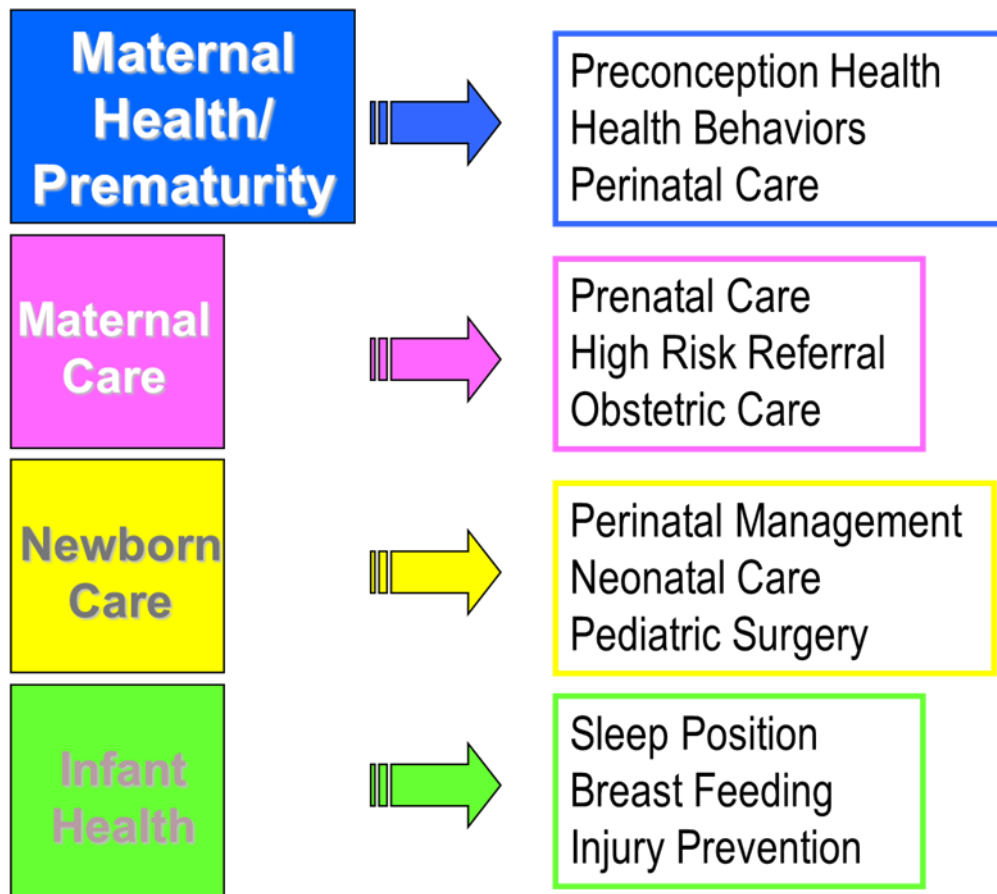 Maternal
Health/
Prematurity
Preconception Health
Health Behaviors
Perinatal Care
Maternal
Care
Prenatal Care
High Risk Referral
Obstetric Care
Newborn
Care
Perinatal Management
Neonatal Care
Pediatric Surgery
Infant
Health
Sleep Position
Breast Feeding
Injury Prevention